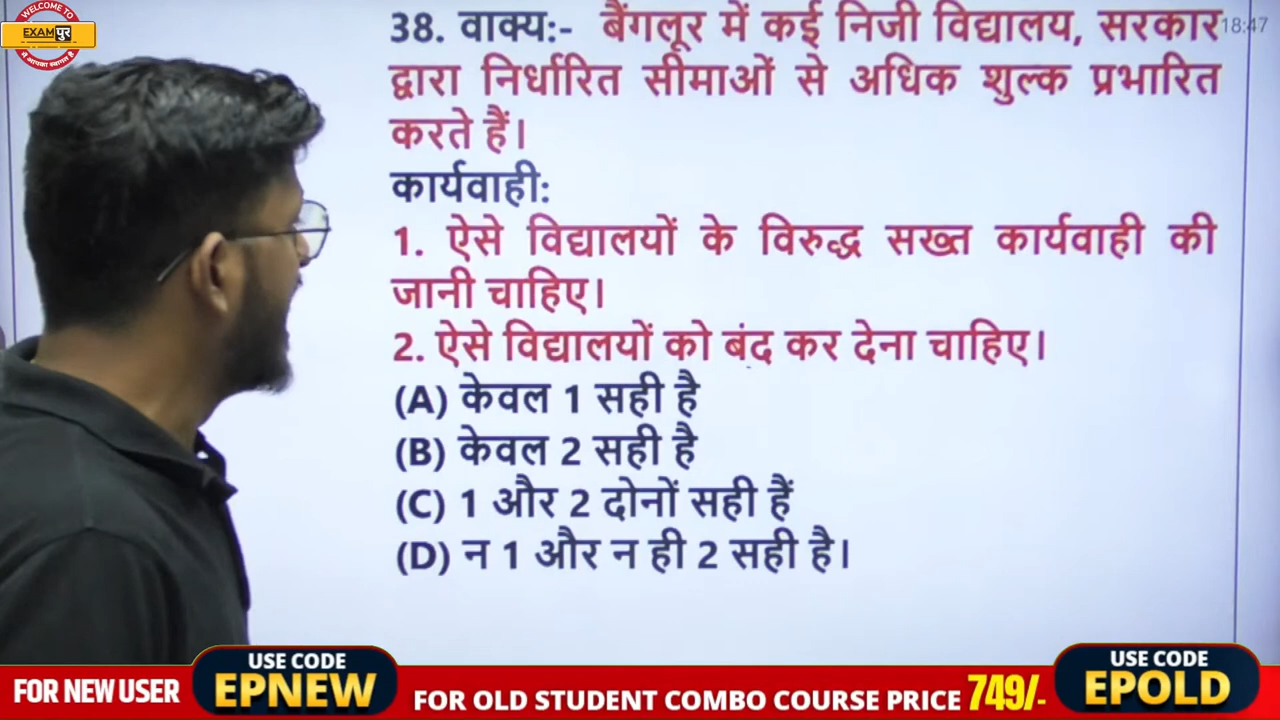 WELCOME TO
EXAMपुर
में आपका स्वागत है
18:47
38. वाक्य:- बैंगलूर में कई निजी विद्यालय, सरकार
द्वारा निर्धारित सीमाओं से अधिक शुल्क प्रभारित
करते हैं।
कार्यवाही:
1. ऐसे विद्यालयों के विरुद्ध सख्त कार्यवाही की
जानी चाहिए।
2. ऐसे विद्यालयों को बंद कर देना चाहिए।
(A) केवल 1 सही है
(B) केवल 2 सही है
(C) 1 और 2 दोनों सही हैं
(D) न 1 और न ही 2 सही है।
FOR NEW USER
USE CODE
EPNEW
FOR OLD STUDENT COMBO COURSE PRICE 749/-
USE CODE
EPOLD